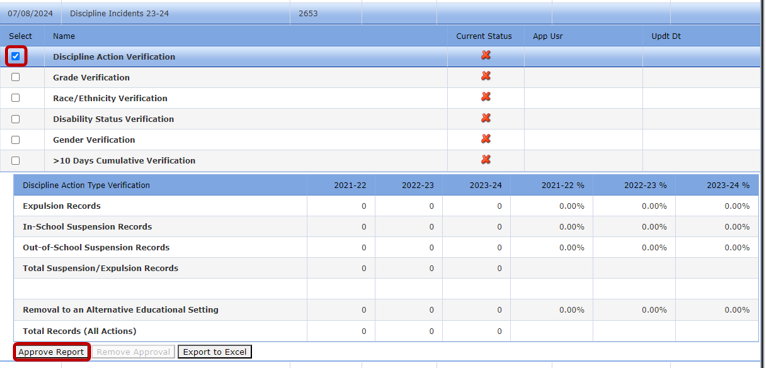 07/08/2024 Discipline Incidents 23-24 2653
Select Name Current Status App Usr Updt Dt
Discipline Action Verification
Grade Verification
Race/Ethnicity Verification
Disability Status Verification
Gender Verification
>10 Days Cumulative Verification
Discipline Action Type Verification 2021-22 2022-23 2023-24 2021-22 % 2022-23 % 2023-24 %
Expulsion Records 0 0 0 0.00% 0.00% 0.00%
In-School Suspension Records 0 0 0 0.00% 0.00% 0.00%
Out-of-School Suspension Records 0 0 0 0.00% 0.00% 0.00%
Total Suspension/Expulsion Records 0 0 0
Removal to an Alternative Educational Setting 0 0 0 0.00% 0.00% 0.00%
Total Records (All Actions) 0 0 0
Approve Report Remove Approval Export to Excel